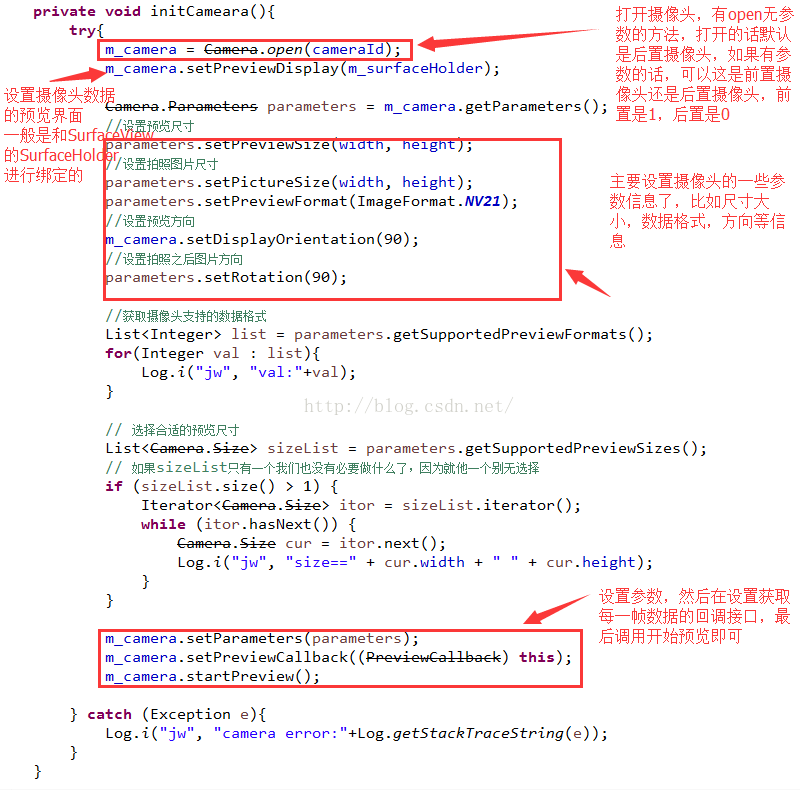 private void initCameara(){
try{
m_camera = Camera.open(cameraId);
m_camera.setPreviewDisplay(m_surfaceHolder);
Camera.Parameters parameters = m_camera.getParameters();
//设置预览尺寸
parameters.setPreviewSize(width, height);
//设置拍照图片尺寸
parameters.setPictureSize(width, height);
parameters.setPreviewFormat(ImageFormat.NV21);
//设置预览方向
m_camera.setDisplayOrientation(90);
//设置拍照之后图片方向
parameters.setRotation(90);
//获取摄像头支持的数据格式
List<Integer> list = parameters.getSupportedPreviewFormats();
for(Integer val : list){
Log.i("jw", "val:"+val);
}
http://blog.csdn.net/
// 选择合适的预览尺寸
List<Camera.Size> sizeList = parameters.getSupportedPreviewSizes();
// 如果sizeList只有一个我们也没有必要做什么了，因为就他一个别无选择
if (sizeList.size() > 1) {
Iterator<Camera.Size> itor = sizeList.iterator();
while (itor.hasNext()) {
Camera.Size cur = itor.next();
Log.i("jw", "size==" + cur.width + " " + cur.height);
}
}
m_camera.setParameters(parameters);
m_camera.setPreviewCallback((PreviewCallback) this);
m_camera.startPreview();
} catch (Exception e){
Log.i("jw", "camera error:"+Log.getStackTraceString(e));
}
}
打开摄像头，有open无参
数的方法，打开的话默认
是后置摄像头，如果有参
数的话，可以这是前置摄
像头还是后置摄像头，前
置是1，后置是0
设置摄像头数据
的预览界面
一般是和SurfaceView
的SurfaceHolder
进行绑定的
主要设置摄像头的一些参
数信息了，比如尺寸大
小，数据格式，方向等信
息
设置参数，然后在设置获取
每一帧数据的回调接口，最
后调用开始预览即可